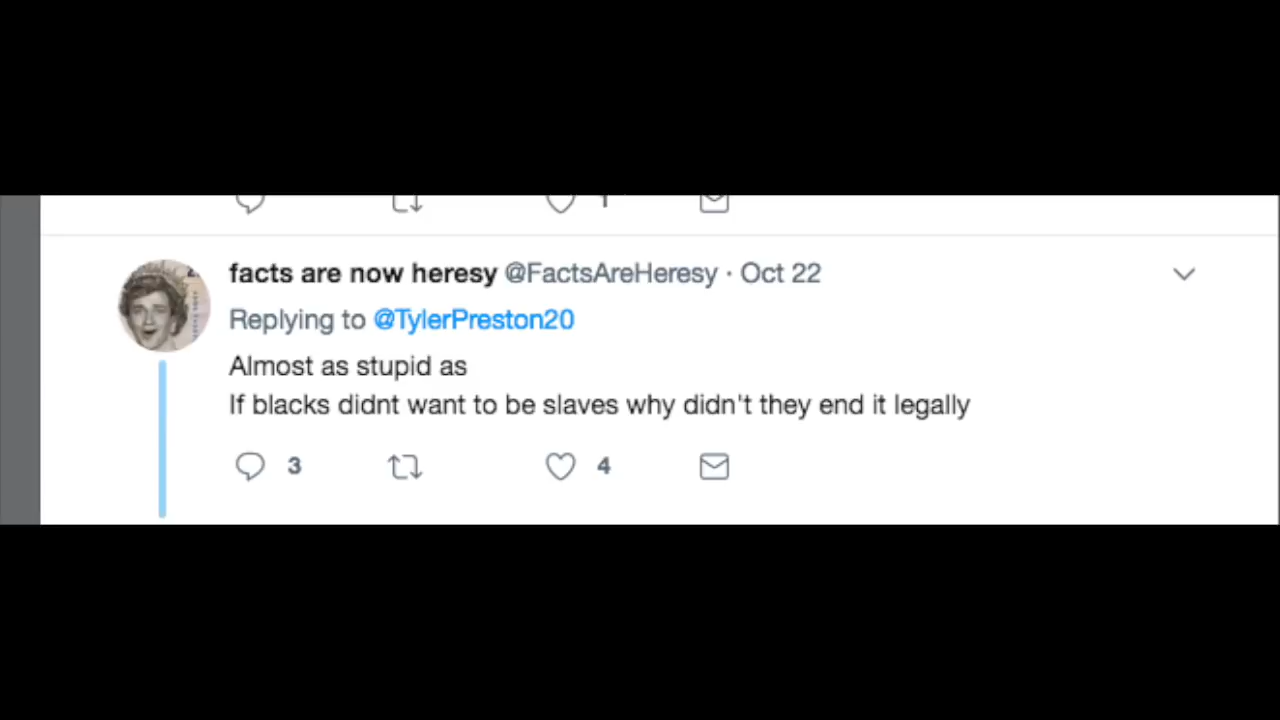 1
facts are now heresy @FactsAreHeresy · Oct 22
Replying to @TylerPreston20
Almost as stupid as
If blacks didnt want to be slaves why didn't they end it legally
3 4